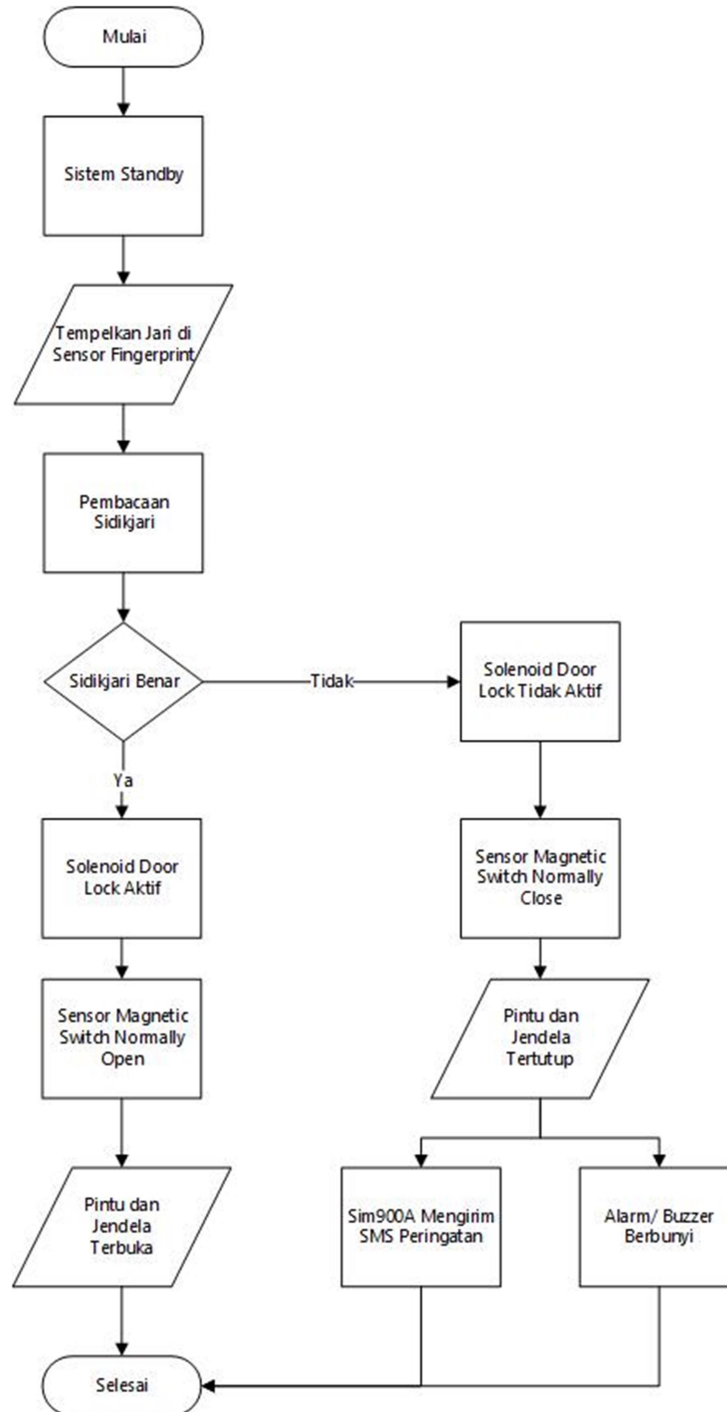 Mulai
Sistem Standby
Tempelkan Jari di
Sensor Fingerprint
Pembacaan
Sidikjari
Sidikjari Benar
Tidak
Solenoid Door
Lock Tidak Aktif
Ya
Solenoid Door
Lock Aktif
Sensor Magnetic
Switch Normally
Close
Sensor Magnetic
Switch Normally
Open
Pintu dan
Jendela
Tertutup
Pintu dan
Jendela
Terbuka
Sim900A Mengirim
SMS Peringatan
Alarm/ Buzzer
Berbunyi
Selesai